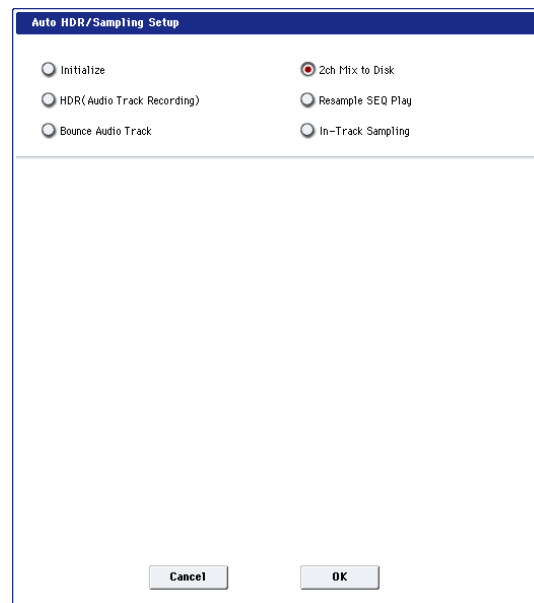 Auto HDR/Sampling Setup
Initialize
2ch Mix to Disk
HDR(Audio Track Recording)
Resample SEQ Play
Bounce Audio Track
In-Track Sampling
Cancel
OK